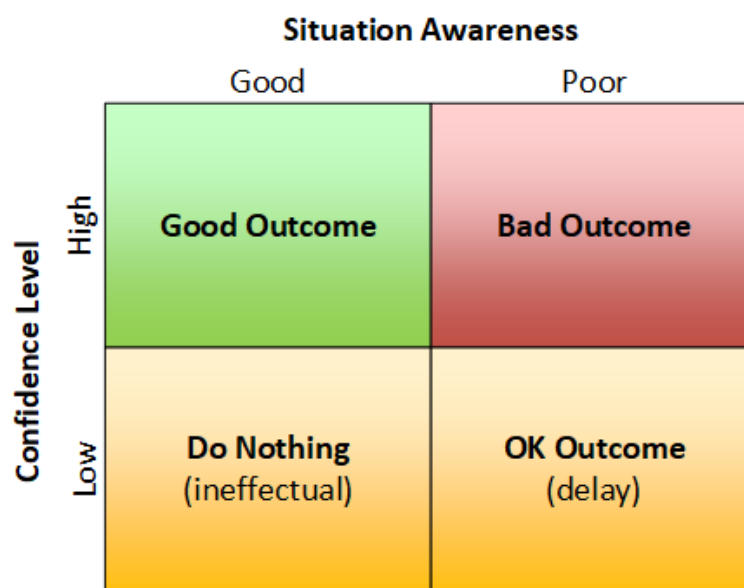 Situation Awareness
Good Poor
Confidence Level
High
Good Outcome
Bad Outcome
Low
Do Nothing
(ineffectual)
OK Outcome
(delay)